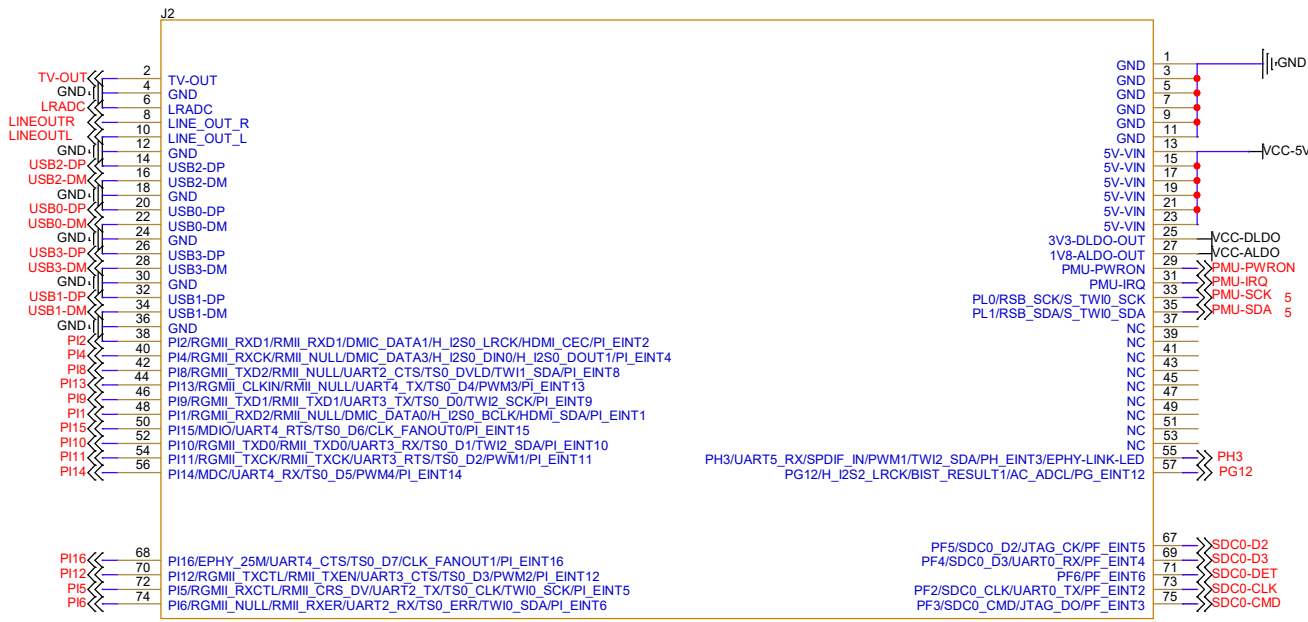 J2
TV-OUT 2 TV-OUT
GND 4 GND
LRADC 6 LRADC
LINEOUTR 8 LINE_OUT_R
LINEOUTL 10 LINE_OUT_L
GND 12 GND
USB2-DP 14 USB2-DP
USB2-DM 16 USB2-DM
GND 18 GND
USB0-DP 20 USB0-DP
USB0-DM 22 USB0-DM
GND 24 GND
USB3-DP 26 USB3-DP
USB3-DM 28 USB3-DM
GND 30 GND
USB1-DP 32 USB1-DP
USB1-DM 34 USB1-DM
GND 36 GND
PI2 38 PI2/RGMII_RXD1/RMII_RXD1/DMIC_DATA1/H_I2S0_LRCK/HDMI_CEC/PI_EINT2
PI4 40 PI4/RGMII_RXCK/RMII_NULL/DMIC_DATA3/H_I2S0_DIN0/H_I2S0_DOUT1/PI_EINT4
PI8 42 PI8/RGMII_TXD2/RMII_NULL/UART2_CTS/TS0_DVLD/TWI1_SDA/PI_EINT8
PI13 44 PI13/RGMII_CLKIN/RMII_NULL/UART4_TX/TS0_D4/PWM3/PI_EINT13
PI9 46 PI9/RGMII_TXD1/RMII_TXD1/UART3_TX/TS0_D0/TWI2_SCK/PI_EINT9
PI1 48 PI1/RGMII_RXD2/RMII_NULL/DMIC_DATA0/H_I2S0_BCLK/HDMI_SDA/PI_EINT1
PI15 50 PI15/MDIO/UART4_RTS/TS0_D6/CLK_FANOUT0/PI_EINT15
PI10 52 PI10/RGMII_TXD0/RMII_TXD0/UART3_RX/TS0_D1/TWI2_SDA/PI_EINT10
PI11 54 PI11/RGMII_TXCK/RMII_TXCK/UART3_RTS/TS0_D2/PWM1/PI_EINT11
PI14 56 PI14/MDC/UART4_RX/TS0_D5/PWM4/PI_EINT14
PI16 68 PI16/EPHY_25M/UART4_CTS/TS0_D7/CLK_FANOUT1/PI_EINT16
PI12 70 PI12/RGMII_TXCTL/RMII_TXEN/UART3_CTS/TS0_D3/PWM2/PI_EINT12
PI5 72 PI5/RGMII_RXCTL/RMII_CRS_DV/UART2_TX/TS0_CLK/TWI0_SCK/PI_EINT5
PI6 74 PI6/RGMII_NULL/RMII_RXER/UART2_RX/TS0_ERR/TWI0_SDA/PI_EINT6
GND 1 GND
GND 3
GND 5
GND 7
GND 9
GND 11
5V-VIN 13 VCC-5V
5V-VIN 15
5V-VIN 17
5V-VIN 19
5V-VIN 21
5V-VIN 23
3V3-DLDO-OUT 25 VCC-DLDO
1V8-ALDO-OUT 27 VCC-ALDO
PMU-PWRON 29 PMU-PWRON
PMU-IRQ 31 PMU-IRQ
PL0/RSB_SCK/S_TWI0_SCK 33 PMU-SCK 5
PL1/RSB_SDA/S_TWI0_SDA 35 PMU-SDA 5
NC 37
NC 39
NC 41
NC 43
NC 45
NC 47
NC 49
NC 51
NC 53
PH3/UART5_RX/SPDIF_IN/PWM1/TWI2_SDA/PH_EINT3/EPHY-LINK-LED 55 PH3
PG12/H_I2S2_LRCK/BIST_RESULT1/AC_ADCL/PG_EINT12 57 PG12
PF5/SDC0_D2/JTAG_CK/PF_EINT5 67 SDC0-D2
PF4/SDC0_D3/UART0_RX/PF_EINT4 69 SDC0-D3
PF6/PF_EINT6 71 SDC0-DET
PF2/SDC0_CLK/UART0_TX/PF_EINT2 73 SDC0-CLK
PF3/SDC0_CMD/JTAG_DO/PF_EINT3 75 SDC0-CMD